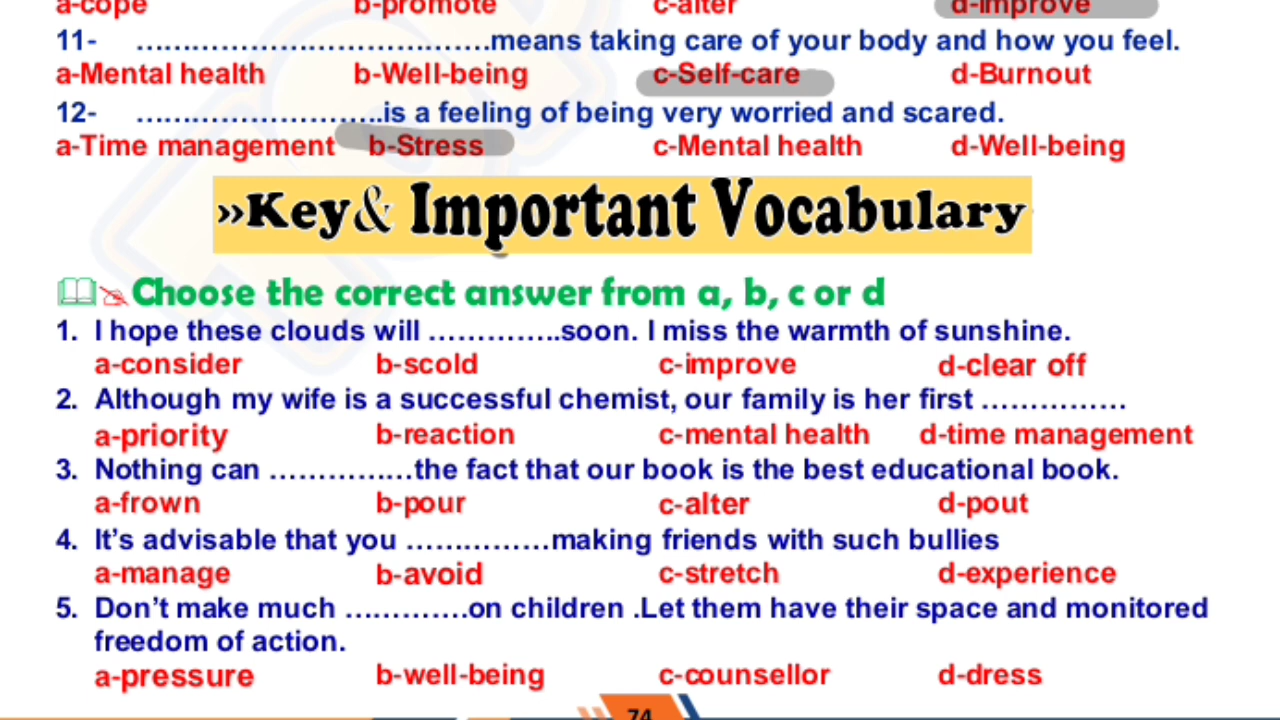 a-cope b-promote c-alter d-improve
11- ……………………………….means taking care of your body and how you feel.
a-Mental health b-Well-being c-Self-care d-Burnout
12- ……………………..is a feeling of being very worried and scared.
a-Time management b-Stress c-Mental health d-Well-being
»Key& Important Vocabulary
Choose the correct answer from a, b, c or d
1. I hope these clouds will …………..soon. I miss the warmth of sunshine.
a-consider b-scold c-improve d-clear off
2. Although my wife is a successful chemist, our family is her first ……………
a-priority b-reaction c-mental health d-time management
3. Nothing can ……………the fact that our book is the best educational book.
a-frown b-pour c-alter d-pout
4. It’s advisable that you ……………making friends with such bullies
a-manage b-avoid c-stretch d-experience
5. Don’t make much ………….on children .Let them have their space and monitored
freedom of action.
a-pressure b-well-being c-counsellor d-dress
74